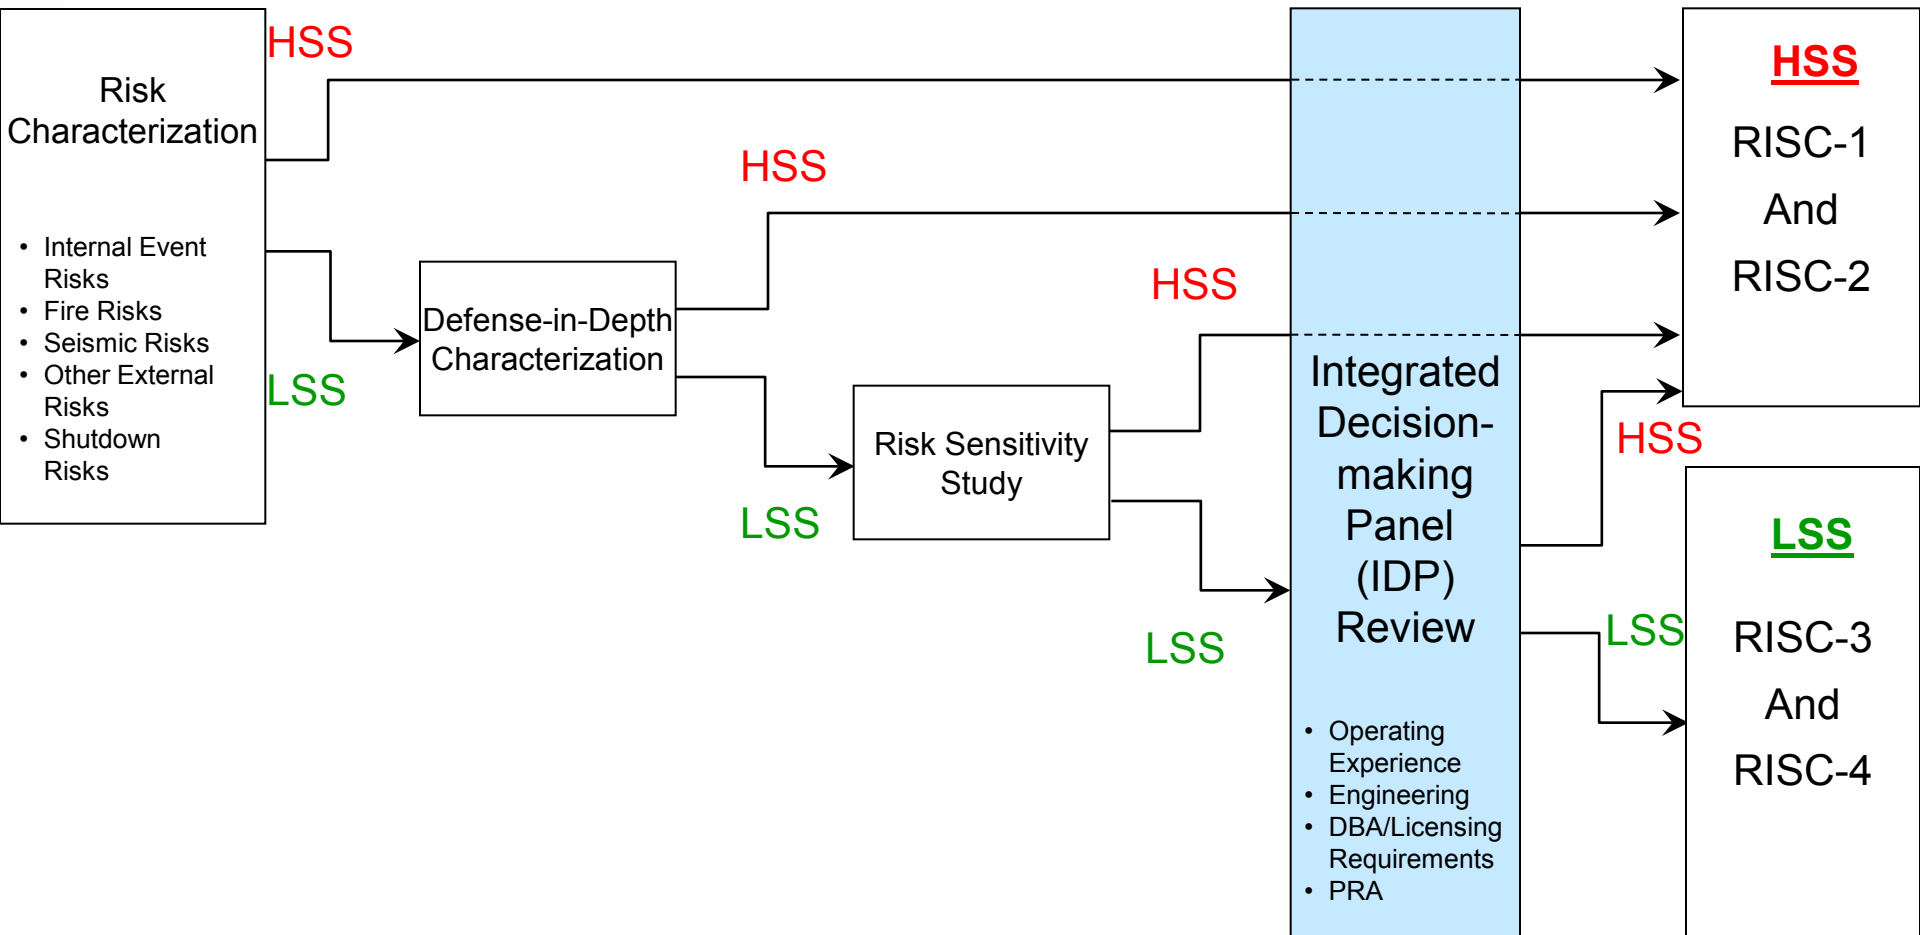 HSS
Risk
Characterization
• Internal Event
Risks
• Fire Risks
• Seismic Risks
• Other External
Risks
• Shutdown
Risks
LSS
HSS
Defense-in-Depth
Characterization
LSS
HSS
Risk Sensitivity
Study
LSS
Integrated
Decision-
making
Panel
(IDP)
Review
• Operating
Experience
• Engineering
• DBA/Licensing
Requirements
• PRA
HSS
LSS
HSS
RISC-1
And
RISC-2
LSS
RISC-3
And
RISC-4